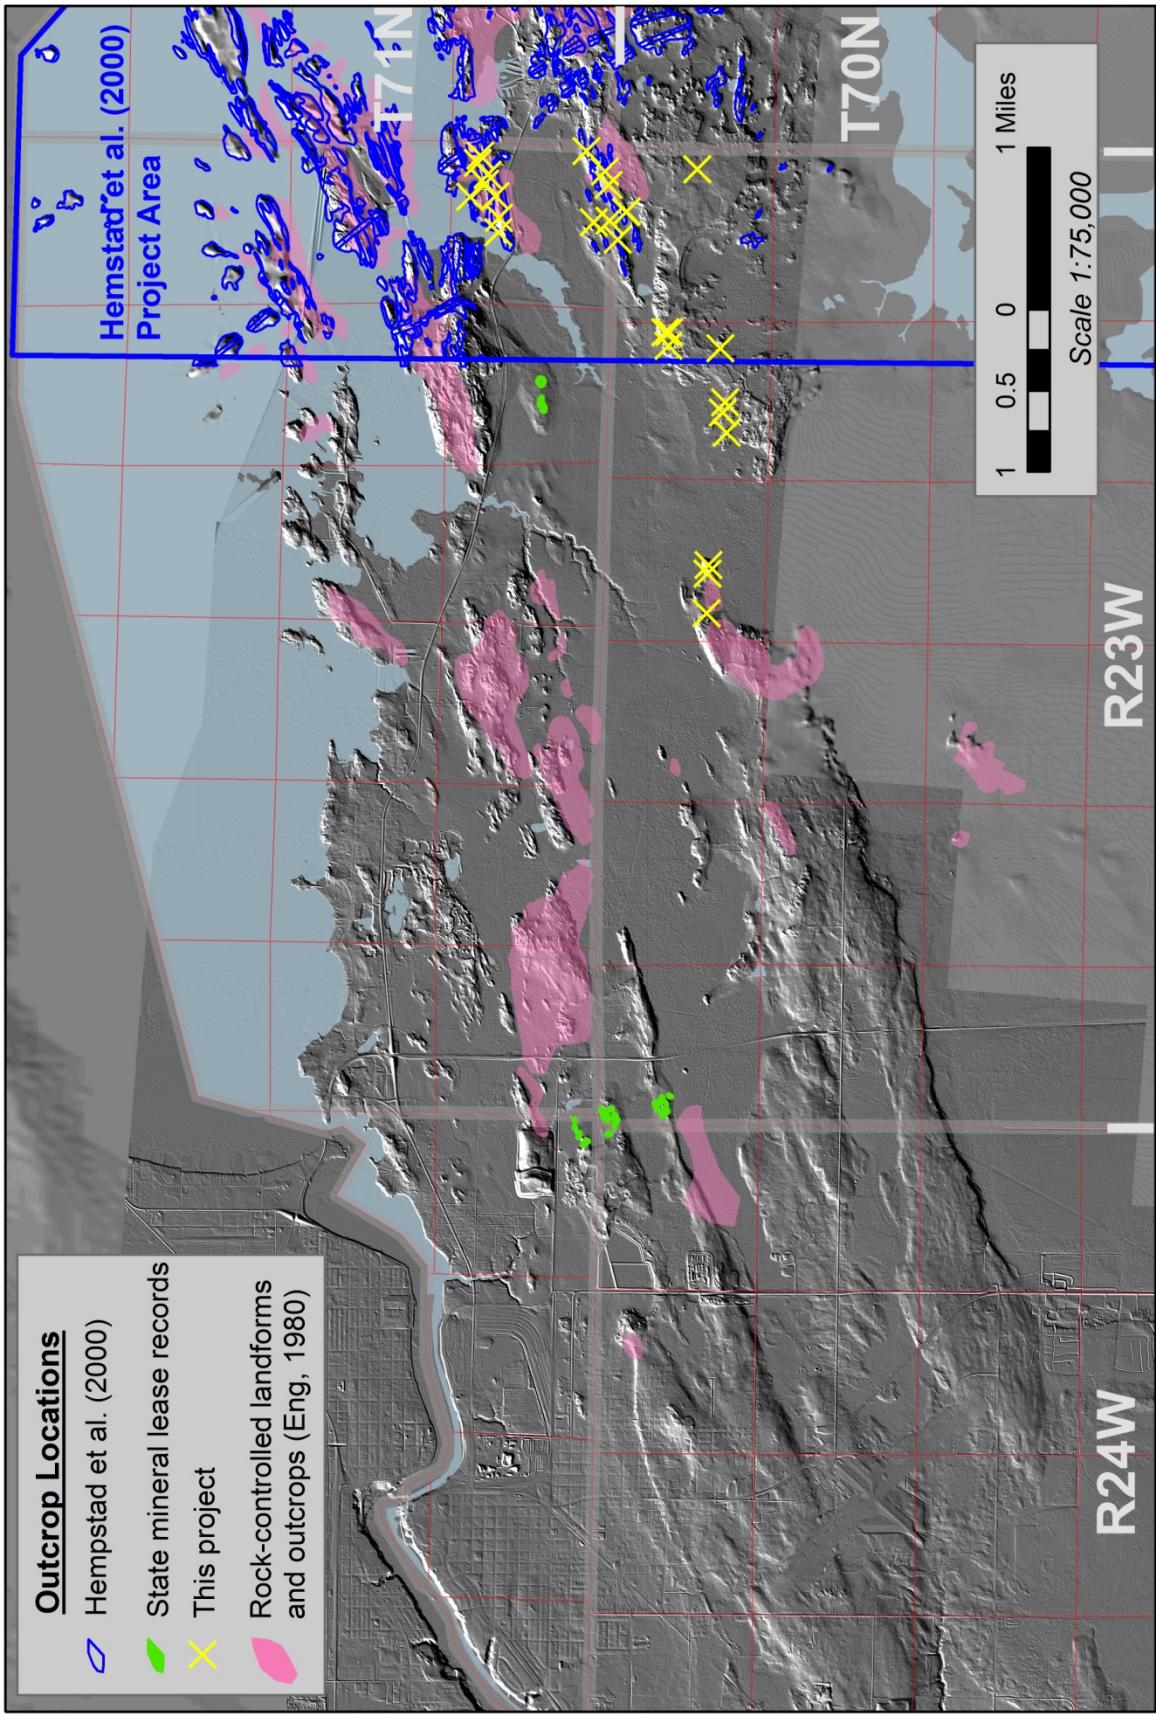 Outcrop Locations
Hempstad et al. (2000)
State mineral lease records
This project
Rock-controlled landforms
and outcrops (Eng, 1980)
Hemstad et al. (2000)
Project Area
T71N
T70N
R24W
R23W
1 0.5 0 1 Miles
Scale 1:75,000